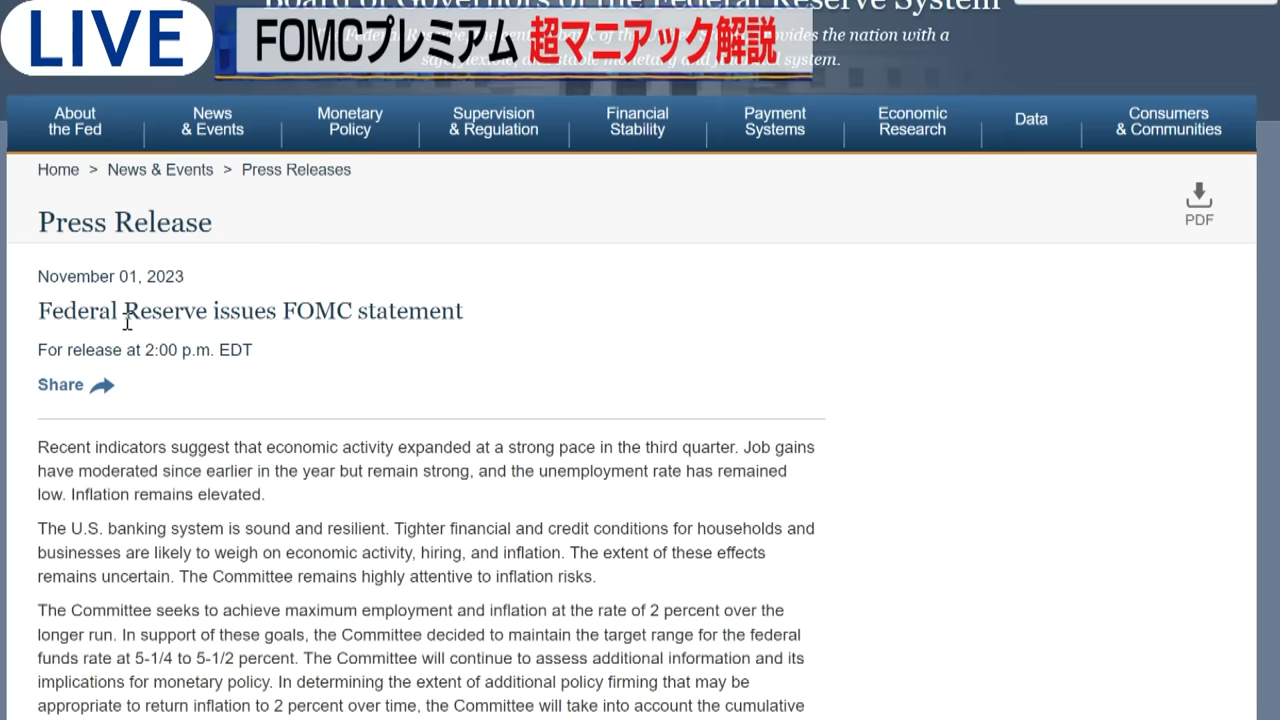 Board of Governors of the Federal Reserve System
LIVE
FOMCプレミアム 超マニアック解説
Federal Reserve, the central bank of the United States, provides the nation with a
safe, flexible, and stable monetary and financial system.
About the Fed
News & Events
Monetary Policy
Supervision & Regulation
Financial Stability
Payment Systems
Economic Research
Data
Consumers & Communities
Home > News & Events > Press Releases
PDF
Press Release
November 01, 2023
Federal Reserve issues FOMC statement
For release at 2:00 p.m. EDT
Share
Recent indicators suggest that economic activity expanded at a strong pace in the third quarter. Job gains
have moderated since earlier in the year but remain strong, and the unemployment rate has remained
low. Inflation remains elevated.
The U.S. banking system is sound and resilient. Tighter financial and credit conditions for households and
businesses are likely to weigh on economic activity, hiring, and inflation. The extent of these effects
remains uncertain. The Committee remains highly attentive to inflation risks.
The Committee seeks to achieve maximum employment and inflation at the rate of 2 percent over the
longer run. In support of these goals, the Committee decided to maintain the target range for the federal
funds rate at 5-1/4 to 5-1/2 percent. The Committee will continue to assess additional information and its
implications for monetary policy. In determining the extent of additional policy firming that may be
appropriate to return inflation to 2 percent over time, the Committee will take into account the cumulative